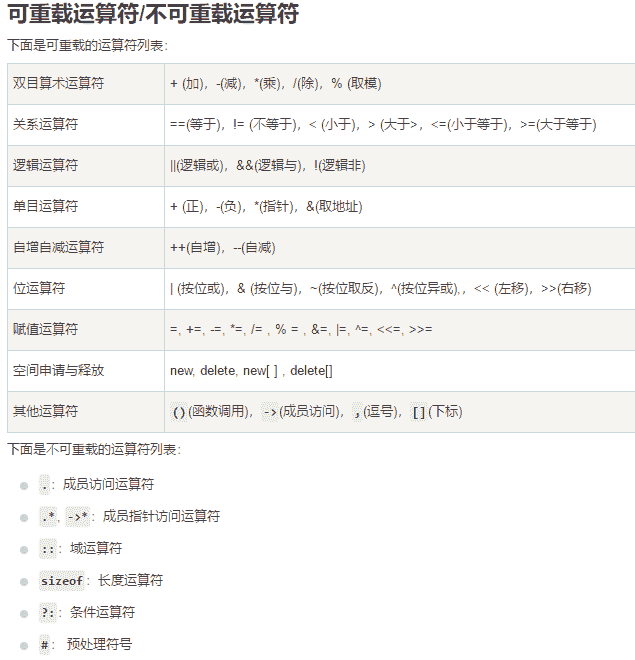 可重载运算符/不可重载运算符
下面是可重载的运算符列表：
双目算术运算符 + (加)，-(减)，*(乘)，/(除)，% (取模)
关系运算符 ==(等于)，!= (不等于)，< (小于)，> (大于>，<=(小于等于)，>=(大于等于)
逻辑运算符 ||(逻辑或)，&&(逻辑与)，!(逻辑非)
单目运算符 + (正)，-(负)，*(指针)，&(取地址)
自增自减运算符 ++(自增)，--(自减)
位运算符 | (按位或)，& (按位与)，~(按位取反)，^(按位异或),，<< (左移)，>>(右移)
赋值运算符 =, +=, -=, *=, /= , % = , &=, |=, ^=, <<=, >>=
空间申请与释放 new, delete, new[ ] , delete[]
其他运算符 ()(函数调用)，->(成员访问)，,(逗号)，[](下标)
下面是不可重载的运算符列表：
.：成员访问运算符
.*, ->*：成员指针访问运算符
::：域运算符
sizeof：长度运算符
?:：条件运算符
#： 预处理符号